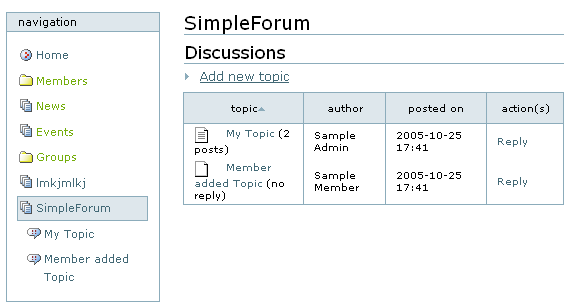 navigation
Home
Members
News
Events
Groups
lmkjmlkj
SimpleForum
My Topic
Member added
Topic
SimpleForum
Discussions
Add new topic
topic author posted on action(s)
My Topic (2
posts)
Sample
Admin
2005-10-25
17:41
Reply
Member
added Topic (no
reply)
Sample
Member
2005-10-25
17:41
Reply